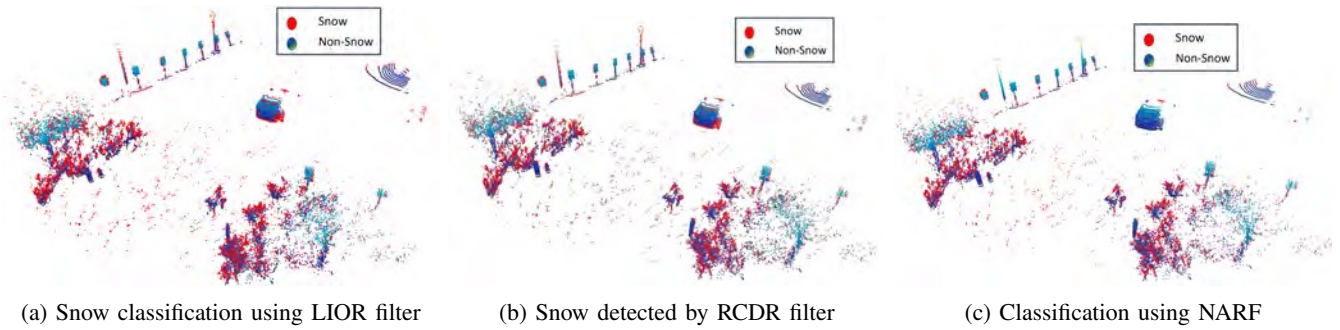 Snow
Non-Snow
Snow
Non-Snow
Snow
Non-Snow
(a) Snow classification using LIOR filter
(b) Snow detected by RCDR filter
(c) Classification using NARF